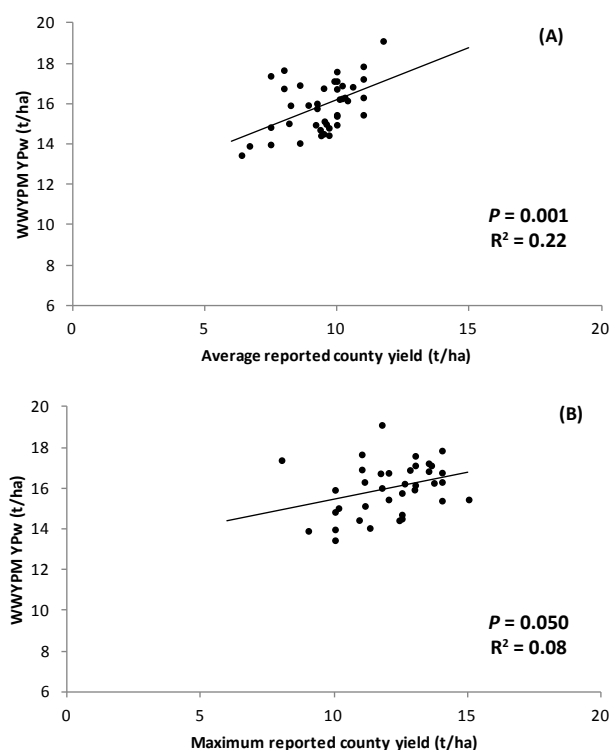 (A)
20
18
16
14
12
10
8
6
WWYPM YPw (t/ha)
P = 0.001
R² = 0.22
0 5 10 15 20
Average reported county yield (t/ha)
(B)
20
18
16
14
12
10
8
6
WWYPM YPw (t/ha)
P = 0.050
R² = 0.08
0 5 10 15 20
Maximum reported county yield (t/ha)